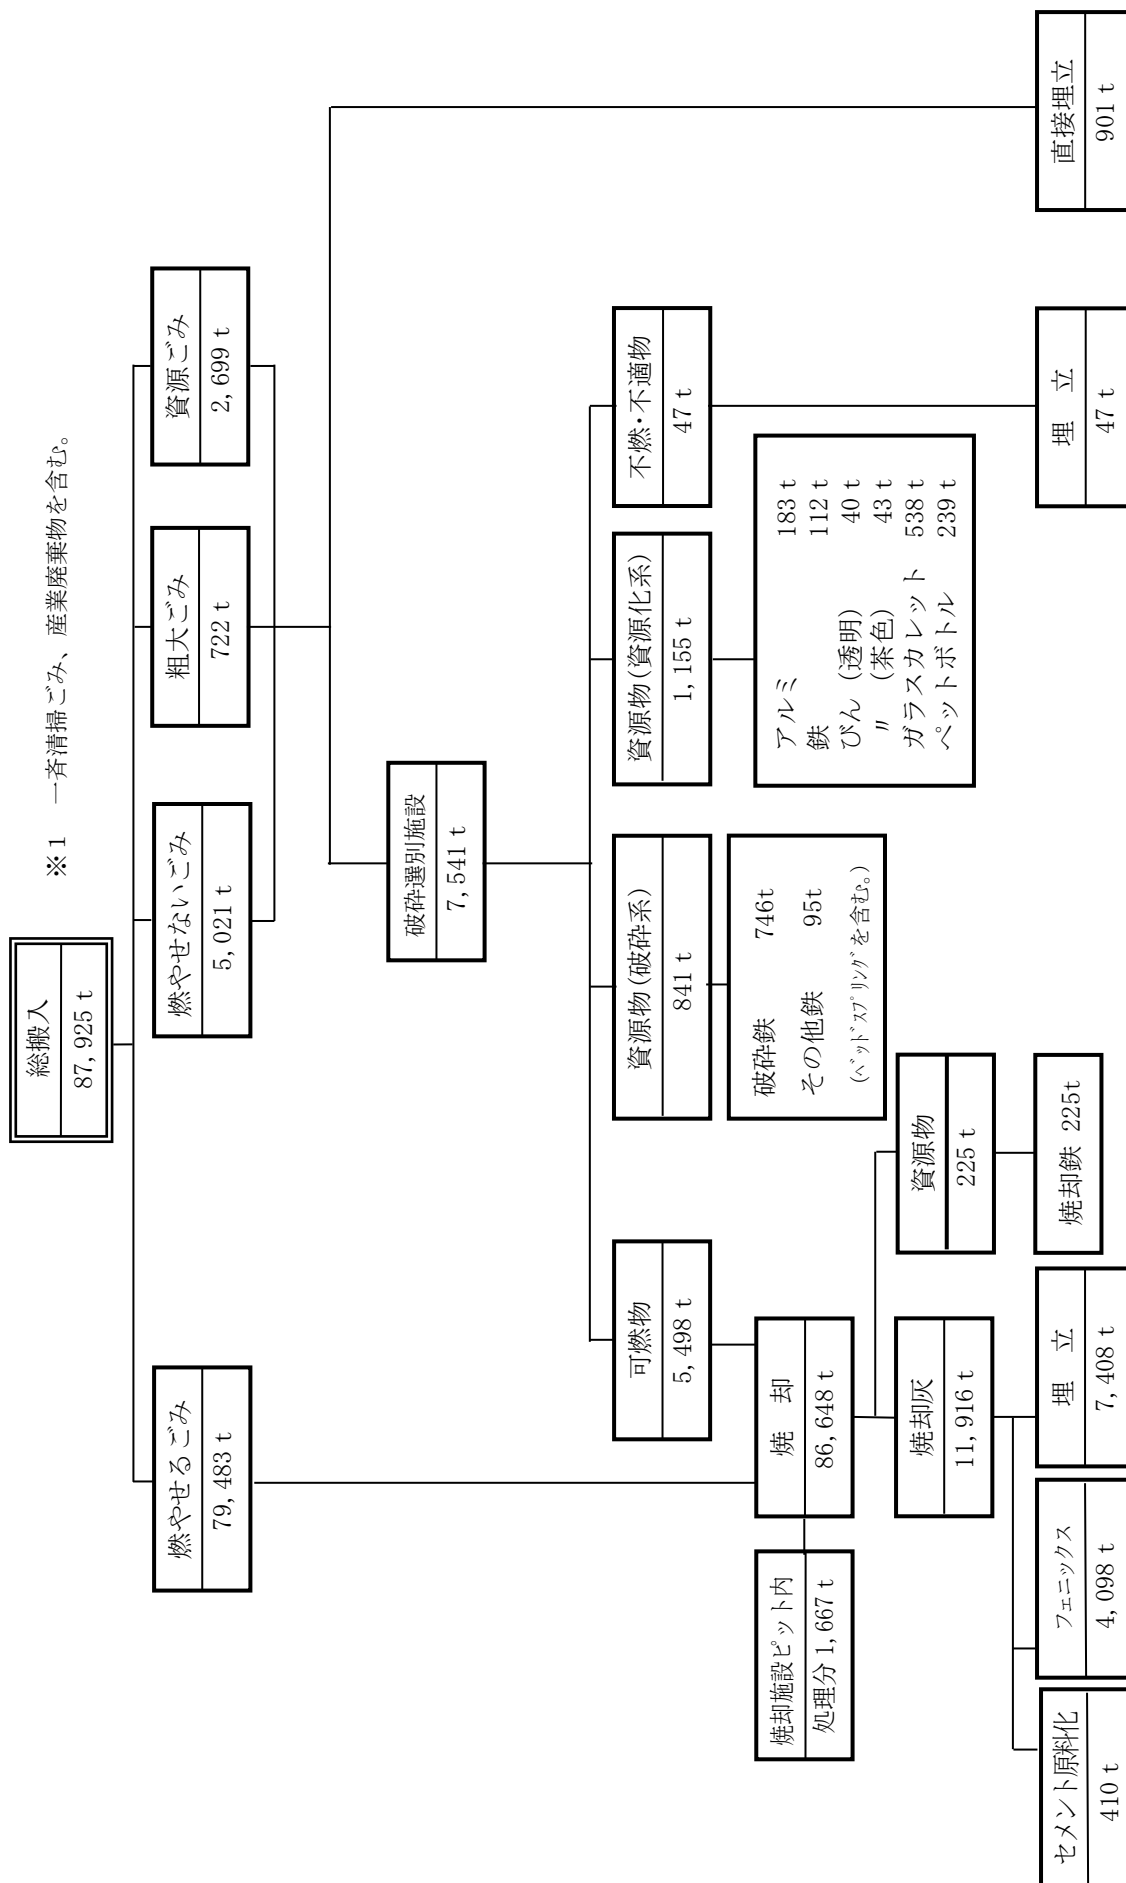 ※1　一斉清掃ごみ、産業廃棄物を含む。
総搬入
87,925 t
燃やせるごみ
79,483 t
燃やせないごみ
5,021 t
粗大ごみ
722 t
資源ごみ
2,699 t
破砕選別施設
7,541 t
可燃物
5,498 t
資源物(破砕系)
841 t
資源物(資源化系)
1,155 t
不燃・不適物
47 t
破砕鉄　746t
その他鉄　95t
(ベッドスプリングを含む。)
アルミ　183 t
鉄　112 t
びん (透明)　40 t
〃 (茶色)　43 t
ガラスカレット　538 t
ペットボトル　239 t
焼却施設ピット内
処理分 1,667 t
焼　却
86,648 t
焼却灰
11,916 t
資源物
225 t
セメント原料化
410 t
フェニックス
4,098 t
埋　立
7,408 t
焼却鉄 225t
埋　立
47 t
直接埋立
901 t